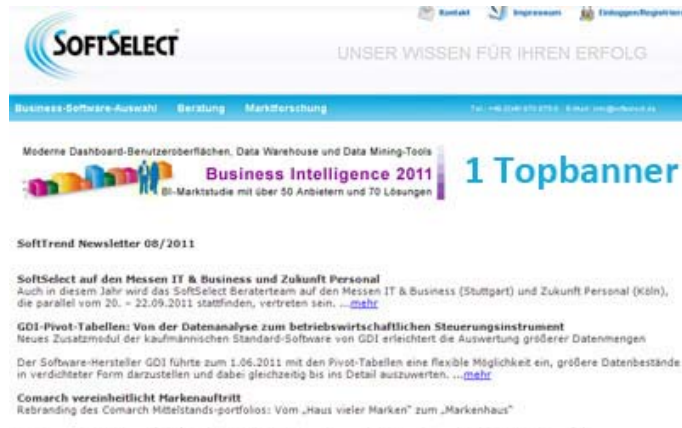 Kontakt Impressum Einloggen/Registrieren
SOFTSELECT
UNSER WISSEN FÜR IHREN ERFOLG
Business-Software-Auswahl Beratung Marktforschung
Moderne Dashboard-Benutzeroberflächen, Data Warehouse und Data Mining-Tools
Business Intelligence 2011
BI-Marktstudie mit über 50 Anbietern und 70 Lösungen
1 Topbanner
SoftTrend Newsletter 08/2011
SoftSelect auf den Messen IT & Business und Zukunft Personal
Auch in diesem Jahr wird das SoftSelect Beraterteam auf den Messen IT & Business (Stuttgart) und Zukunft Personal (Köln),
die parallel vom 20. – 22.09.2011 stattfinden, vertreten sein. ...mehr
GDI-Pivot-Tabellen: Von der Datenanalyse zum betriebswirtschaftlichen Steuerungsinstrument
Neues Zusatzmodul der kaufmännischen Standard-Software von GDI erleichtert die Auswertung größerer Datenmengen
Der Software-Hersteller GDI führte zum 1.06.2011 mit den Pivot-Tabellen eine flexible Möglichkeit ein, größere Datenbestände
in verdichteter Form darzustellen und dabei gleichzeitig bis ins Detail auszuwerten. ...mehr
Comarch vereinheitlicht Markenauftritt
Rebranding des Comarch Mittelstands-portfolios: Vom „Haus vieler Marken" zum „Markenhaus"